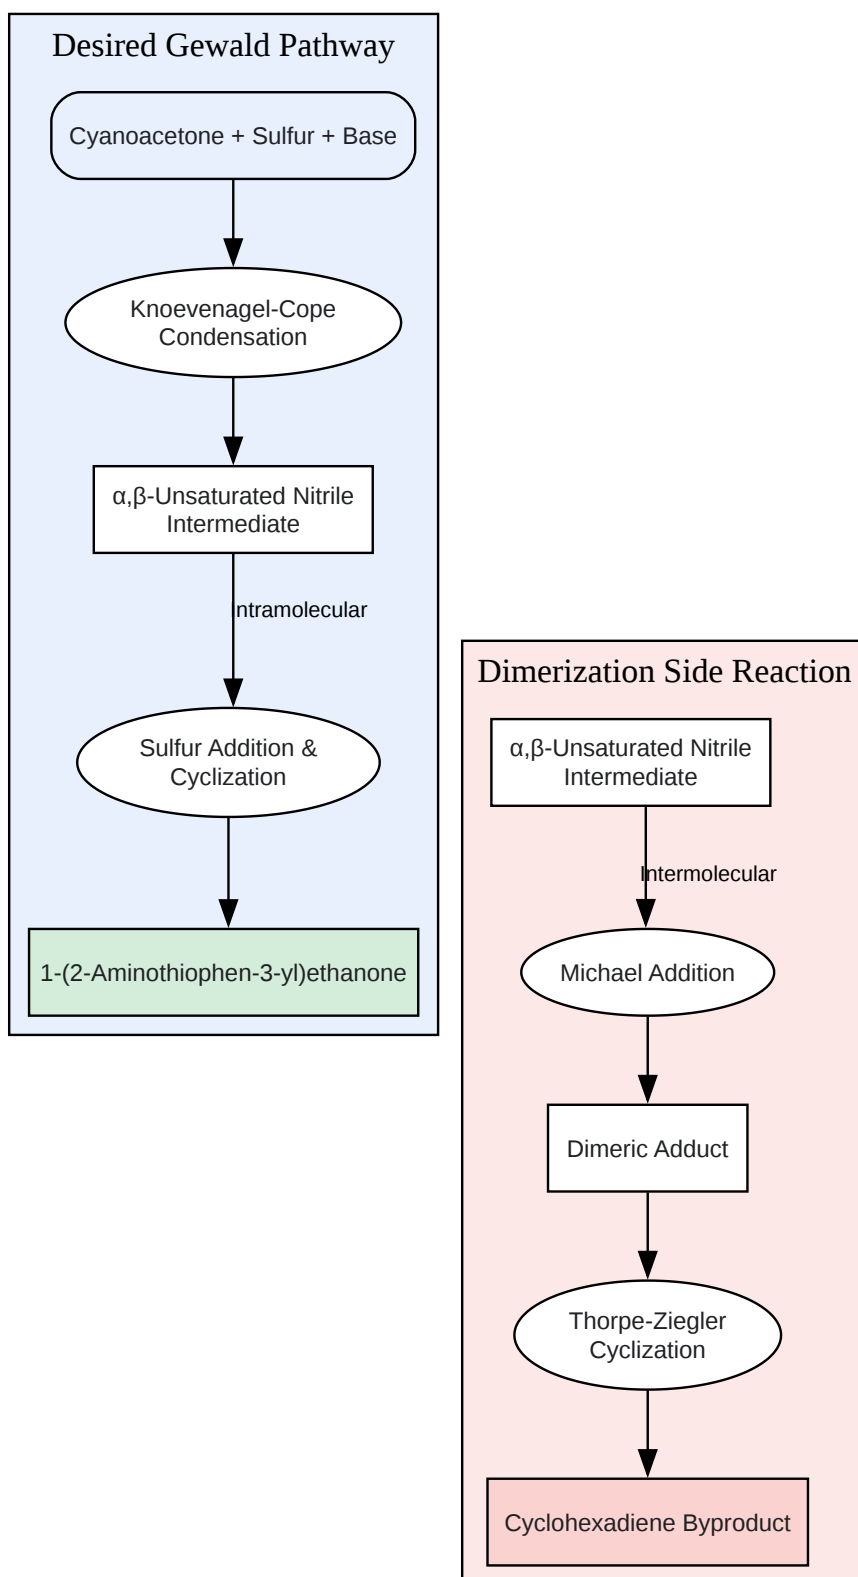 Desired Gewald Pathway
Cyanoacetone + Sulfur + Base
Knoevenagel-Cope
Condensation
α,β-Unsaturated Nitrile
Intermediate
Intramolecular
Sulfur Addition &
Cyclization
1-(2-Aminothiophen-3-yl)ethanone
Dimerization Side Reaction
α,β-Unsaturated Nitrile
Intermediate
Intermolecular
Michael Addition
Dimeric Adduct
Thorpe-Ziegler
Cyclization
Cyclohexadiene Byproduct